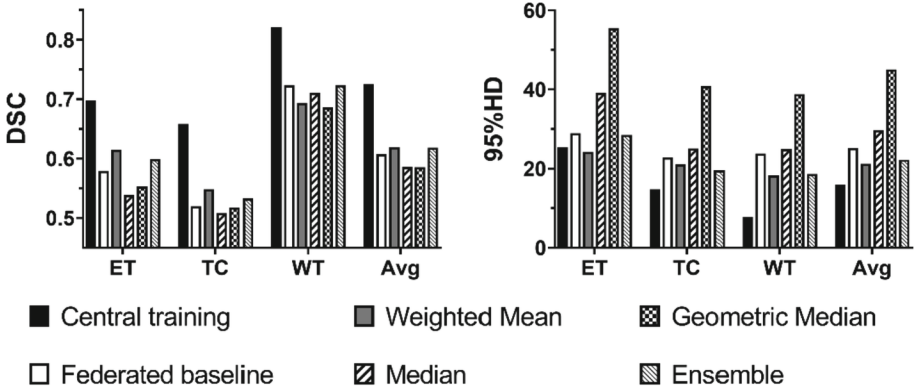 DSC
0.8
0.7
0.6
0.5
ET TC WT Avg
95%HD
60
40
20
0
ET TC WT Avg
Central training Weighted Mean Geometric Median
Federated baseline Median Ensemble